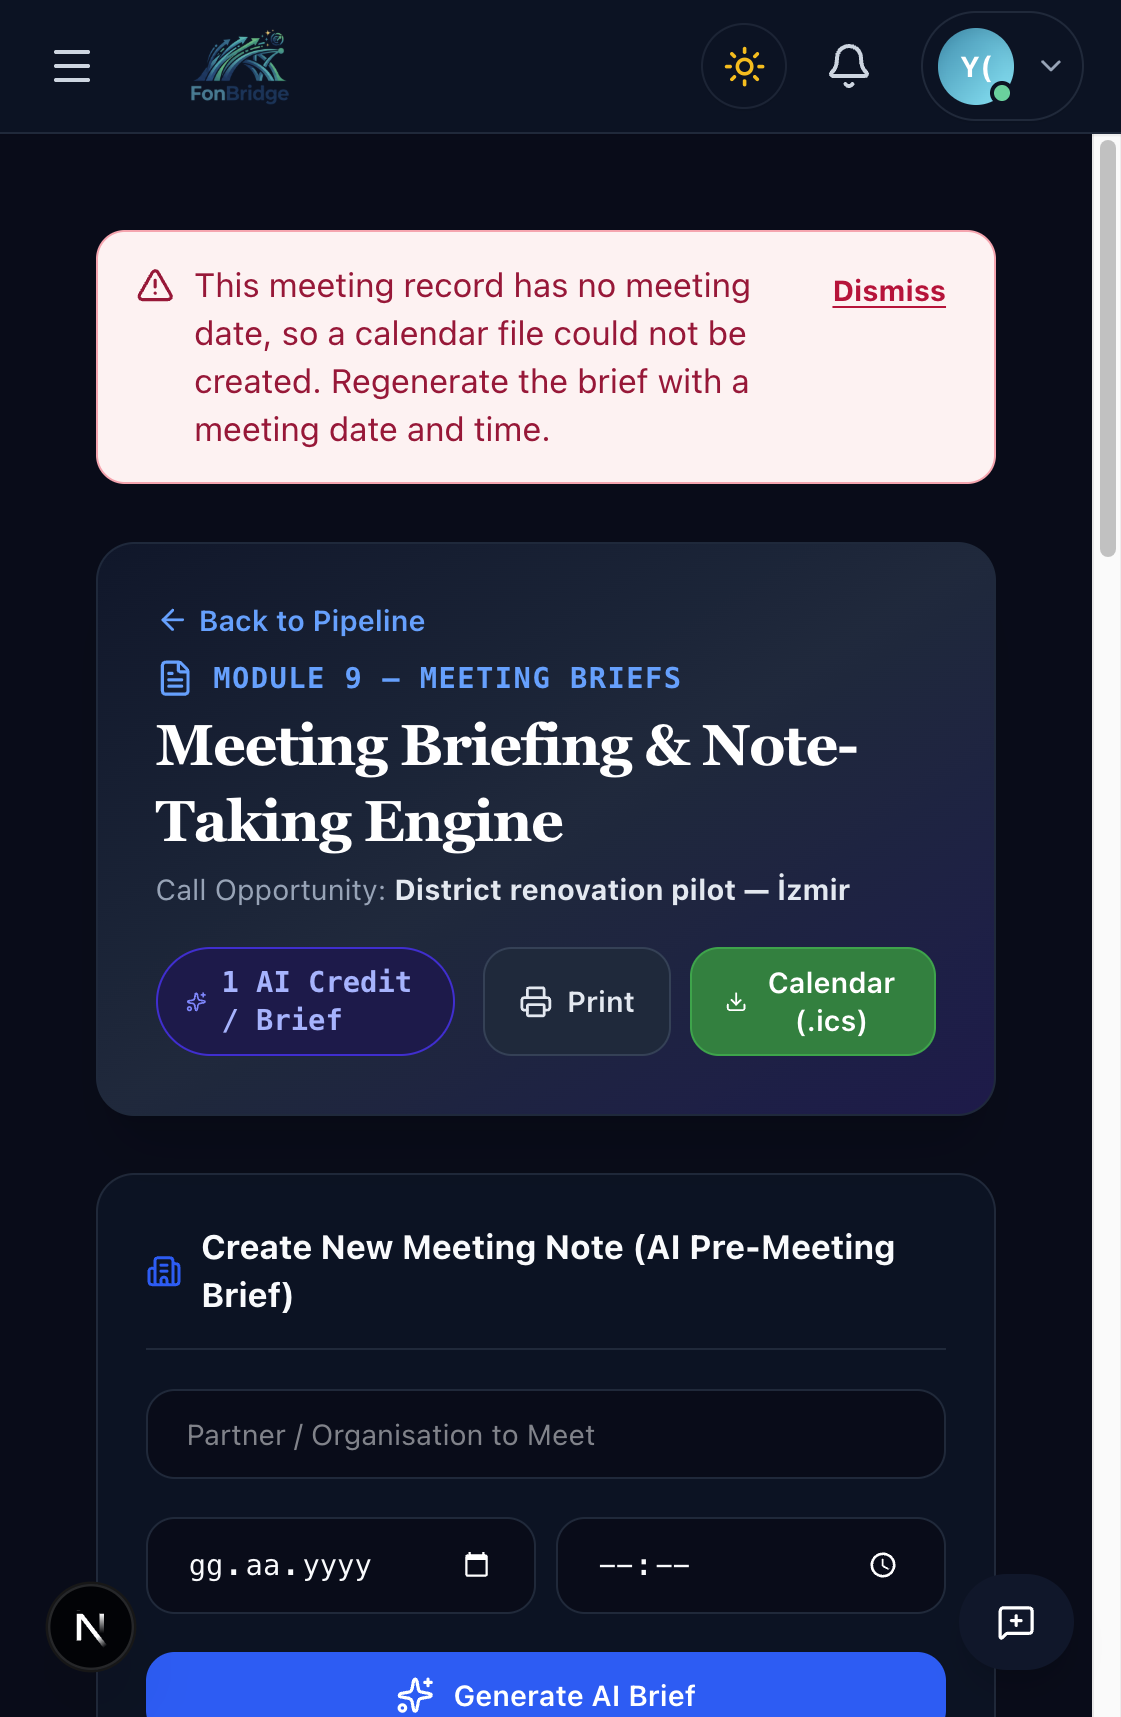 FonBridge
Y(
This meeting record has no meeting
date, so a calendar file could not be
created. Regenerate the brief with a
meeting date and time.
Dismiss
Back to Pipeline
MODULE 9 — MEETING BRIEFS
Meeting Briefing & Note-
Taking Engine
Call Opportunity: District renovation pilot — İzmir
1 AI Credit
/ Brief
Print
Calendar
(.ics)
Create New Meeting Note (AI Pre-Meeting
Brief)
Partner / Organisation to Meet
gg.aa.yyyy
--:--
N
Generate AI Brief